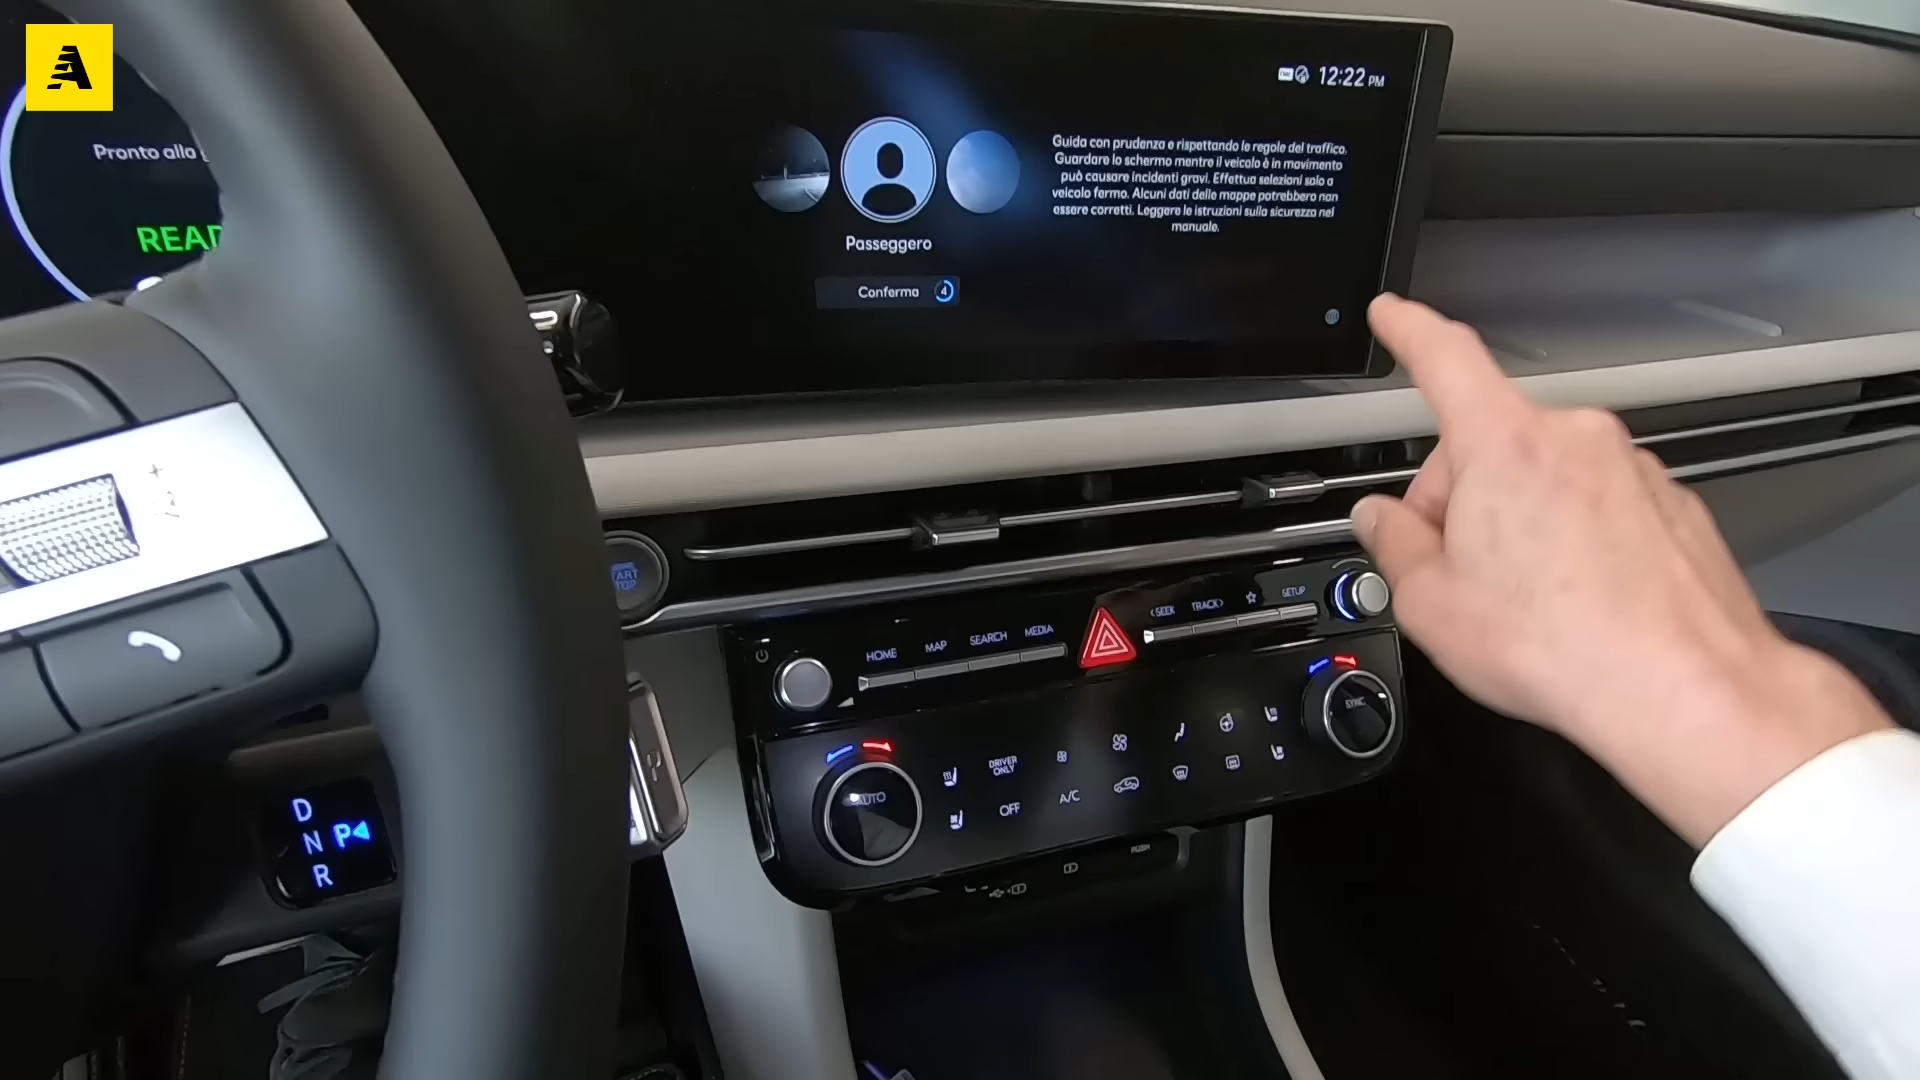 A
Pronto alla
12:22 PM
Passeggero
Conferma 4
Guida con prudenza e rispettando le regole del traffico.
Guardare lo schermo mentre il veicolo è in movimento
può causare incidenti gravi. Effettua selezioni solo a
veicolo fermo. Alcuni dati delle mappe potrebbero non
essere corretti. Leggere le istruzioni sulla sicurezza nel
manuale.
HOME MAP SEARCH MEDIA
< SEEK TRACK > SETUP
AUTO
DRIVER
ONLY
OFF
A/C
SYNC
PUSH
D
N P
R
P